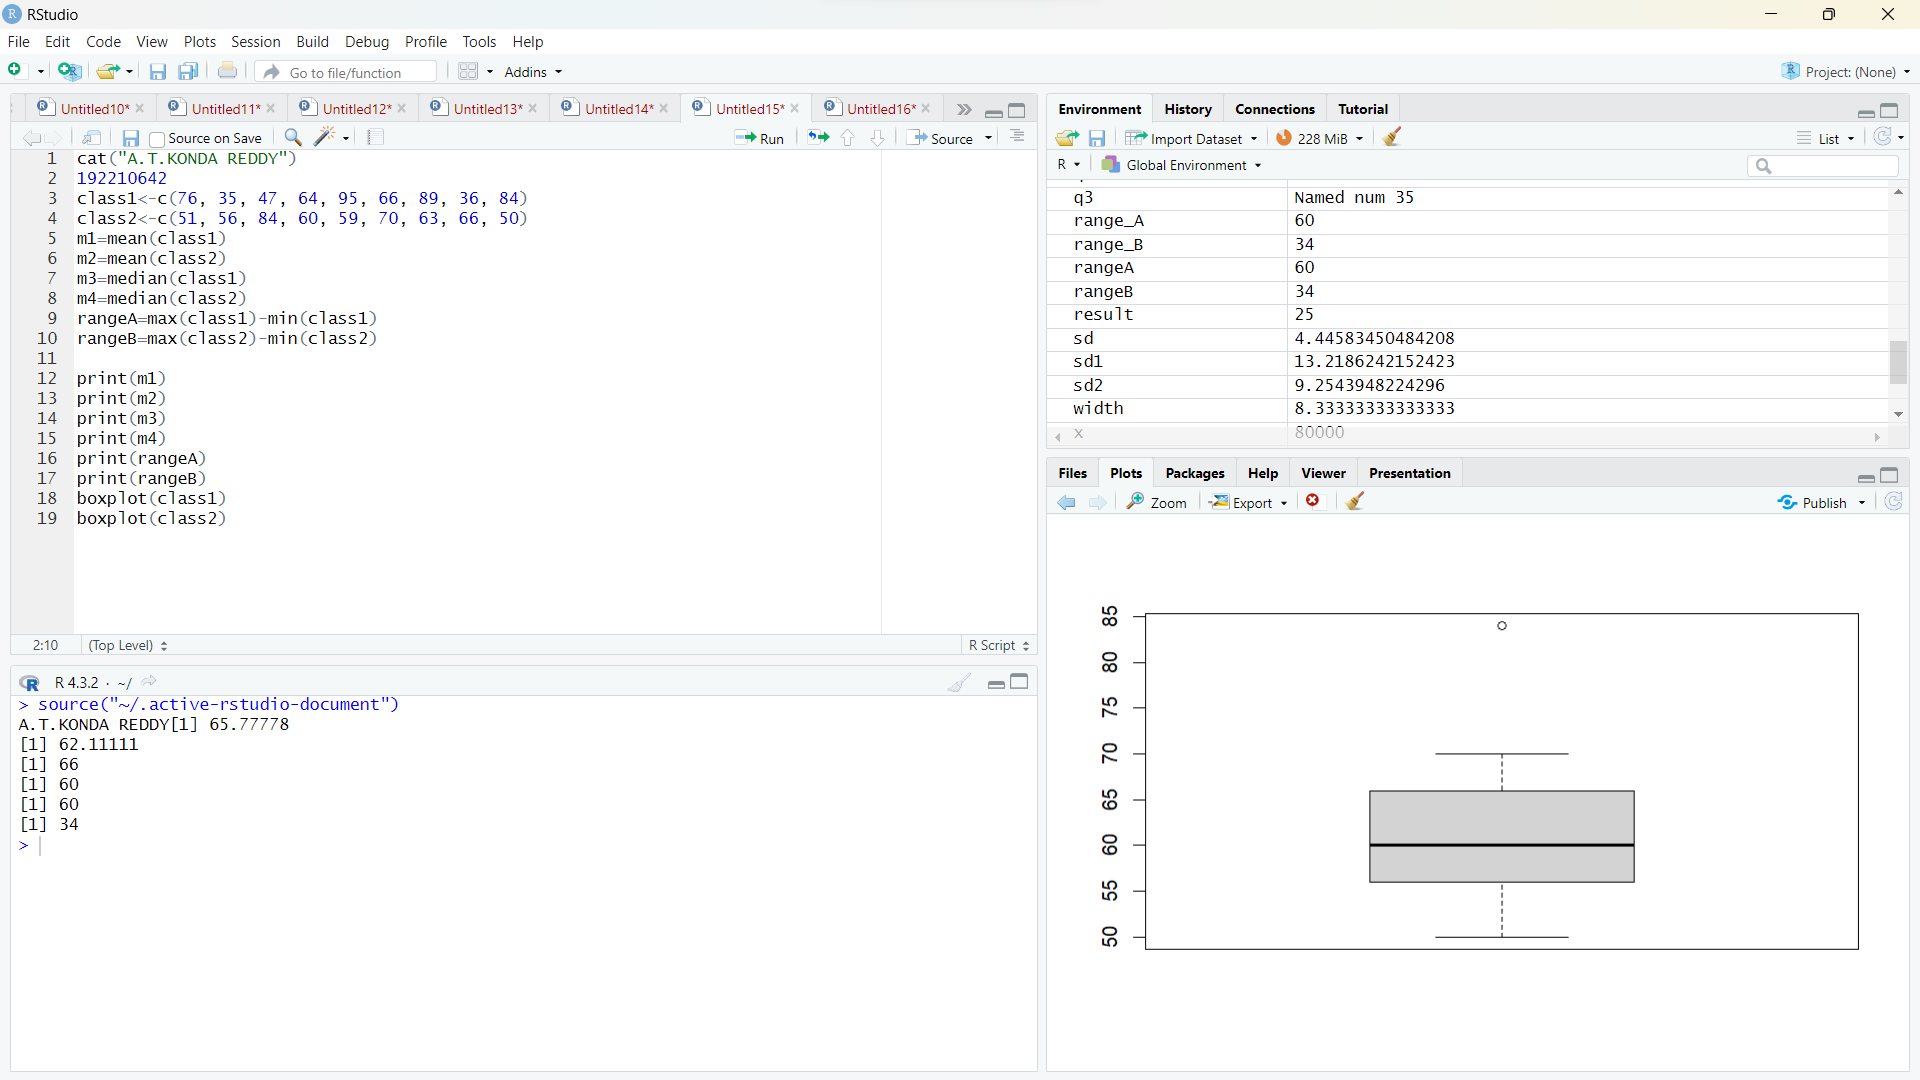 RStudio
File Edit Code View Plots Session Build Debug Profile Tools Help
Go to file/function Addins Project: (None)
Untitled10* Untitled11* Untitled12* Untitled13* Untitled14* Untitled15* Untitled16*
Source on Save Run Source
1 cat("A.T.KONDA REDDY")
2 192210642
3 class1<-c(76, 35, 47, 64, 95, 66, 89, 36, 84)
4 class2<-c(51, 56, 84, 60, 59, 70, 63, 66, 50)
5 m1=mean(class1)
6 m2=mean(class2)
7 m3=median(class1)
8 m4=median(class2)
9 rangeA=max(class1)-min(class1)
10 rangeB=max(class2)-min(class2)
11
12 print(m1)
13 print(m2)
14 print(m3)
15 print(m4)
16 print(rangeA)
17 print(rangeB)
18 boxplot(class1)
19 boxplot(class2)
2:10 (Top Level) R Script
R 4.3.2 · ~/
> source("~/.active-rstudio-document")
A.T.KONDA REDDY[1] 65.77778
[1] 62.11111
[1] 66
[1] 60
[1] 60
[1] 34
>
Environment History Connections Tutorial
Import Dataset 228 MiB List
R Global Environment
q3 Named num 35
range_A 60
range_B 34
rangeA 60
rangeB 34
result 25
sd 4.44583450484208
sd1 13.2186242152423
sd2 9.2543948224296
width 8.33333333333333
x 80000
Files Plots Packages Help Viewer Presentation
Zoom Export Publish
85
80
75
70
65
60
55
50